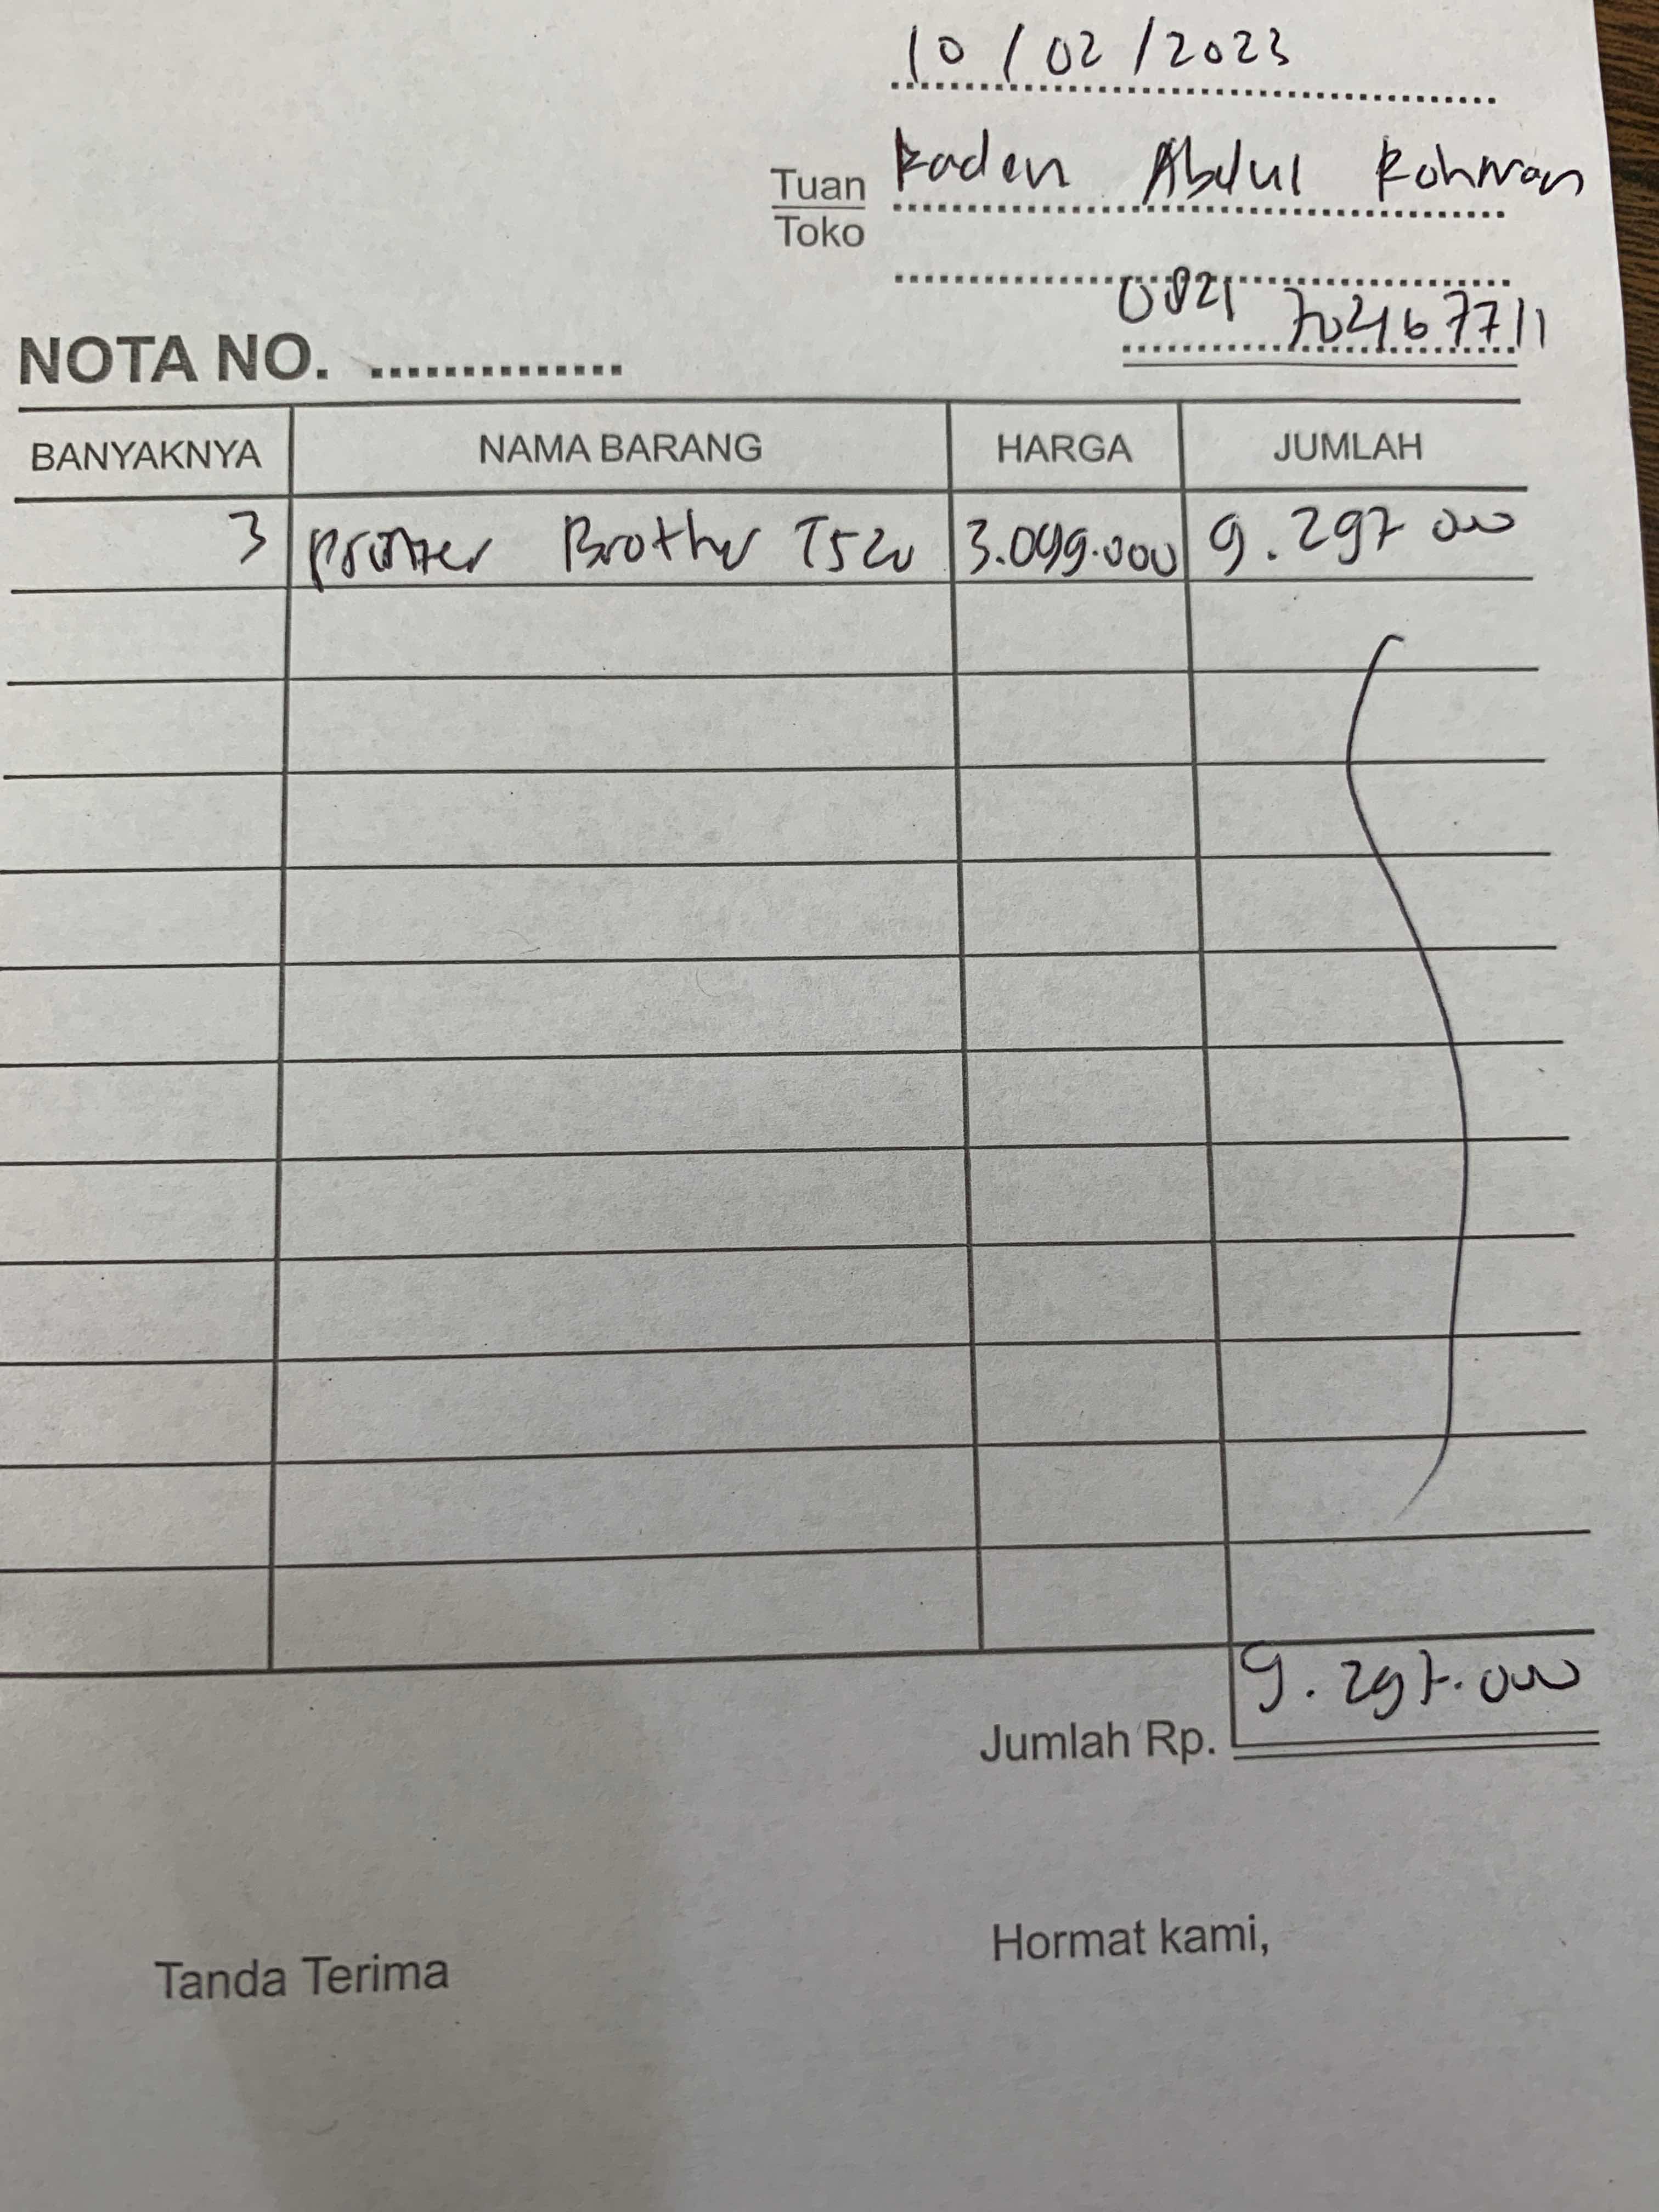 10 / 02 / 2023
Tuan Raden Abdul Rohman
Toko
0821 70467711
NOTA NO. ..............
BANYAKNYA NAMA BARANG HARGA JUMLAH
3 printer Brother T520 3.099.000 9.297 000
Jumlah Rp. 9.297.000
Tanda Terima Hormat kami,